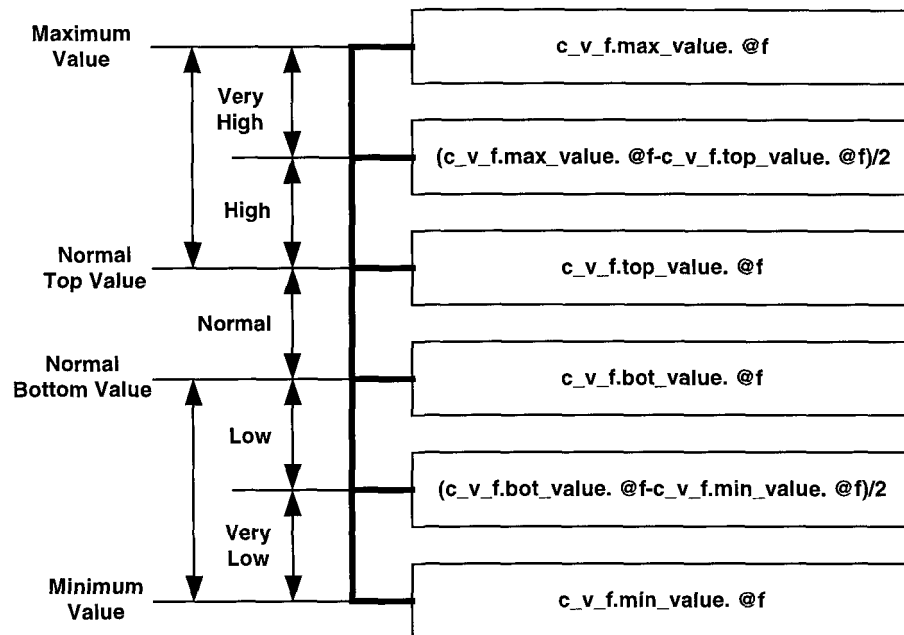 Maximum
Value
c_v_f.max_value. @f
Very
High
(c_v_f.max_value. @f-c_v_f.top_value. @f)/2
High
Normal
Top Value
c_v_f.top_value. @f
Normal
Normal
Bottom Value
c_v_f.bot_value. @f
Low
(c_v_f.bot_value. @f-c_v_f.min_value. @f)/2
Very
Low
Minimum
Value
c_v_f.min_value. @f